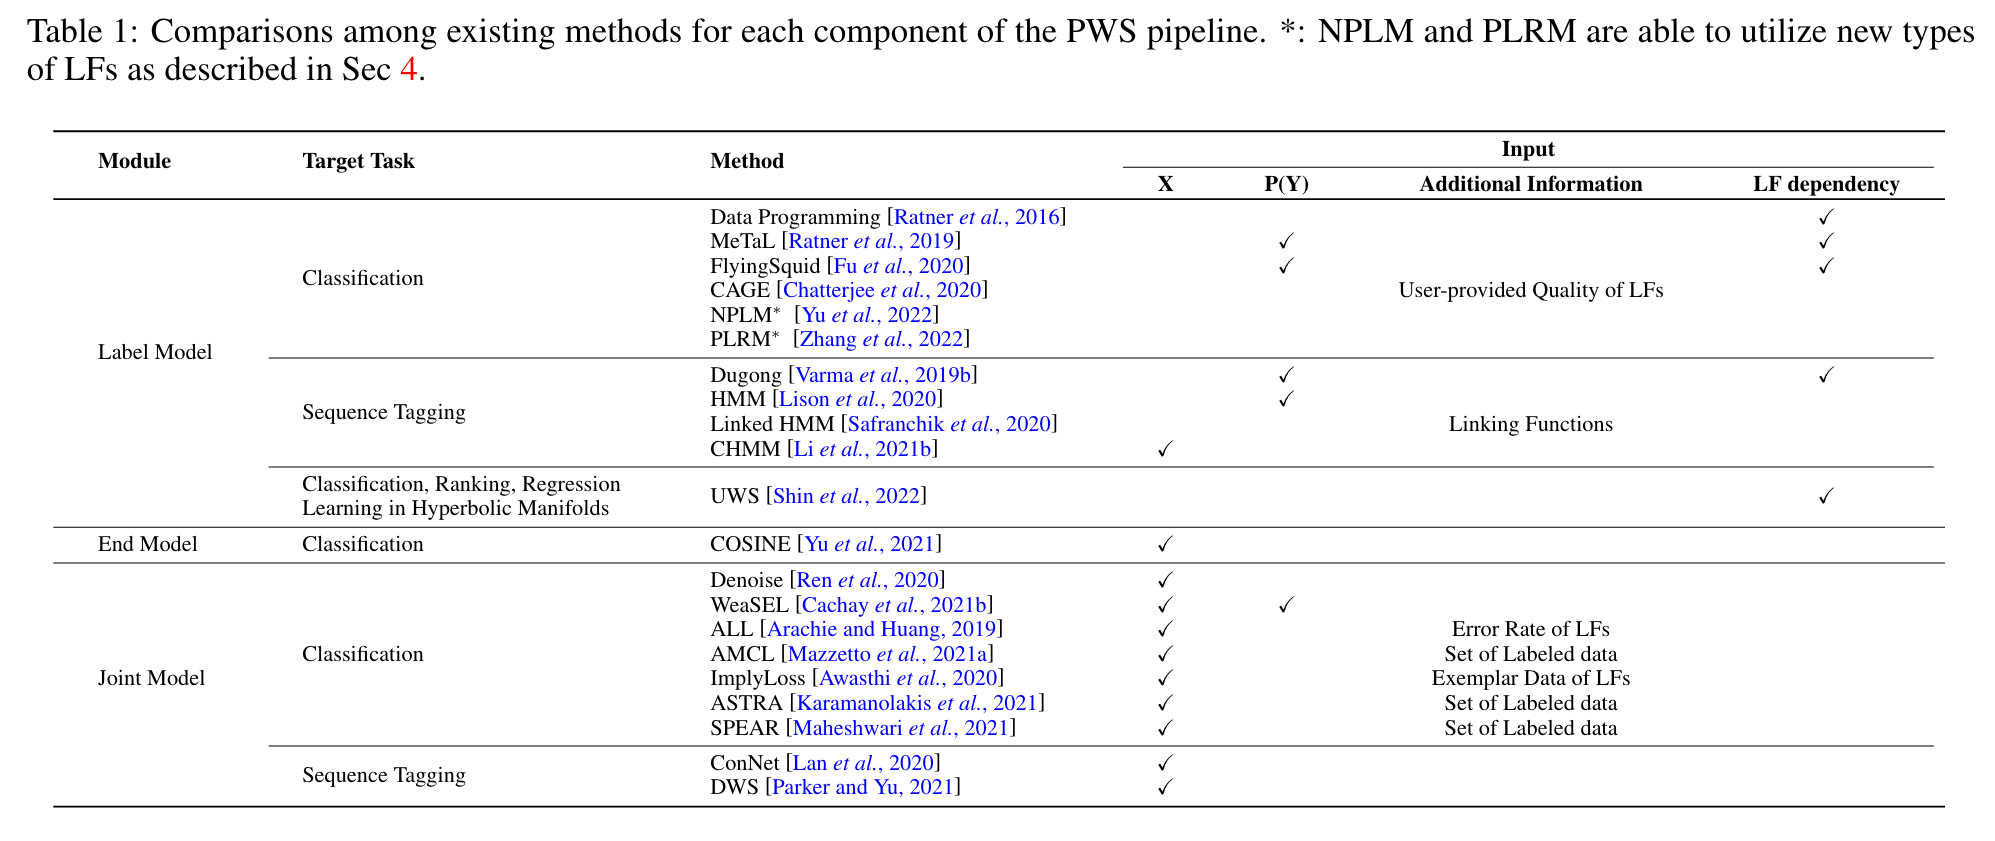 Table 1: Comparisons among existing methods for each component of the PWS pipeline. *: NPLM and PLRM are able to utilize new types
of LFs as described in Sec 4.
Module Target Task Method Input
X P(Y) Additional Information LF dependency
Label Model
Classification
Data Programming [Ratner et al., 2016] ✓
MeTaL [Ratner et al., 2019] ✓ ✓
FlyingSquid [Fu et al., 2020] ✓ ✓
CAGE [Chatterjee et al., 2020] User-provided Quality of LFs
NPLM* [Yu et al., 2022]
PLRM* [Zhang et al., 2022]
Sequence Tagging
Dugong [Varma et al., 2019b] ✓ ✓
HMM [Lison et al., 2020] ✓
Linked HMM [Safranchik et al., 2020] Linking Functions
CHMM [Li et al., 2021b] ✓
Classification, Ranking, Regression
Learning in Hyperbolic Manifolds
UWS [Shin et al., 2022] ✓
End Model Classification COSINE [Yu et al., 2021] ✓
Joint Model
Classification
Denoise [Ren et al., 2020] ✓
WeaSEL [Cachay et al., 2021b] ✓ ✓
ALL [Arachie and Huang, 2019] ✓ Error Rate of LFs
AMCL [Mazzetto et al., 2021a] ✓ Set of Labeled data
ImplyLoss [Awasthi et al., 2020] ✓ Exemplar Data of LFs
ASTRA [Karamanolakis et al., 2021] ✓ Set of Labeled data
SPEAR [Maheshwari et al., 2021] ✓ Set of Labeled data
Sequence Tagging
ConNet [Lan et al., 2020] ✓
DWS [Parker and Yu, 2021] ✓